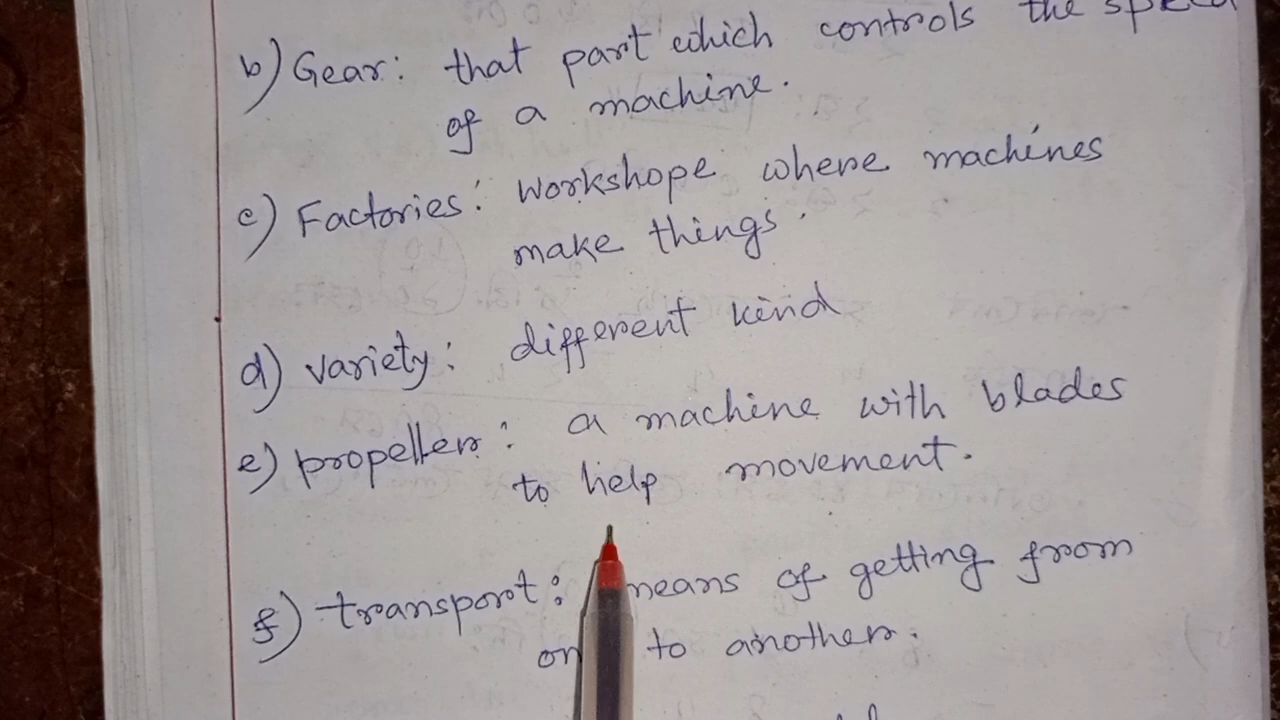 b) Gear: that part which controls the speed
of a machine.
c) Factories: Workshope where machines
make things.
d) variety: different kind
e) propeller: a machine with blades
to help movement.
f) transport: means of getting from
to another.